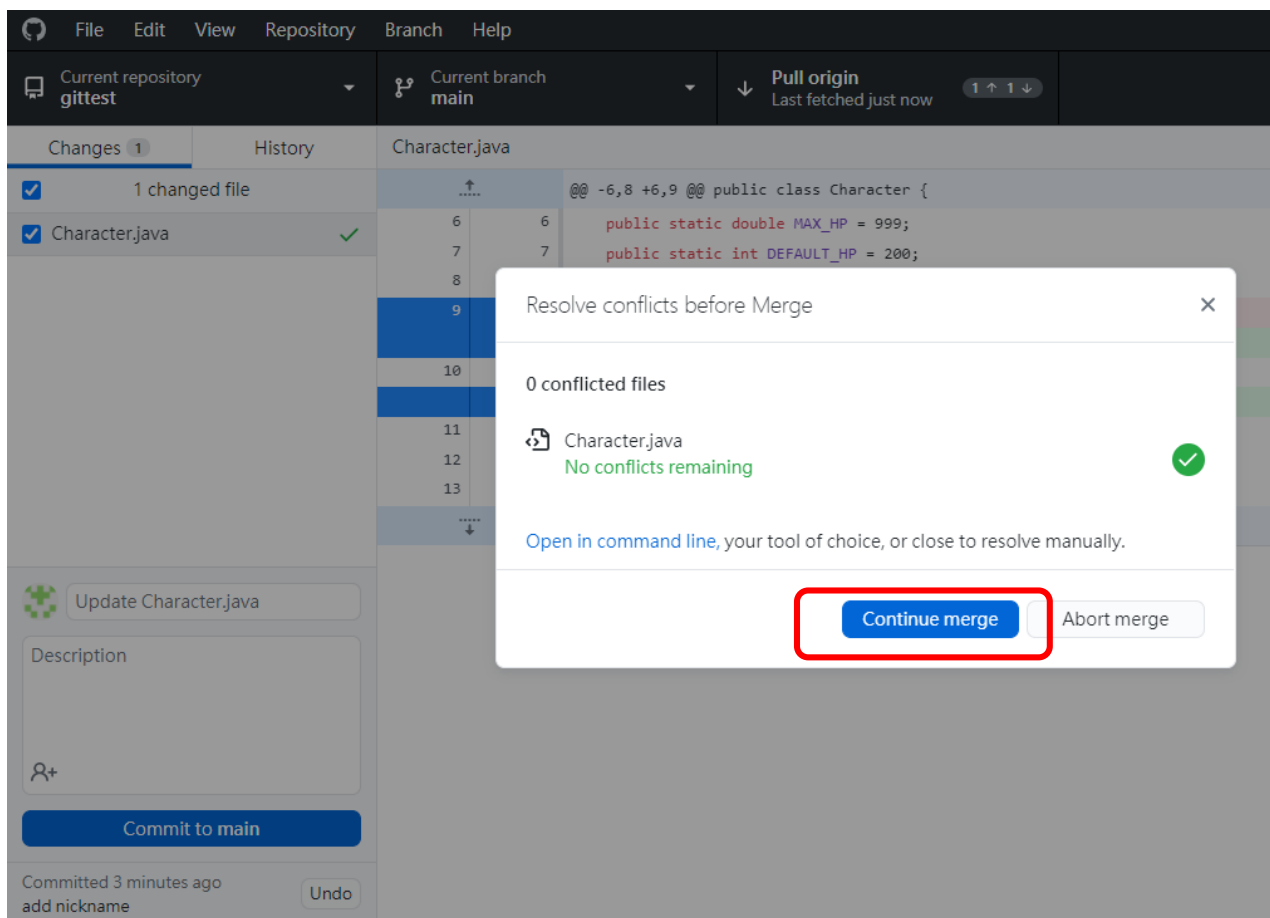 File Edit View Repository Branch Help
Current repository
gittest
Current branch
main
Pull origin
Last fetched just now
1 ↑ 1 ↓
Changes 1 History
1 changed file
Character.java
Character.java
@@ -6,8 +6,9 @@ public class Character {
6 6 public static double MAX_HP = 999;
7 7 public static int DEFAULT_HP = 200;
8
9
10
11
12
13
Resolve conflicts before Merge
0 conflicted files
Character.java
No conflicts remaining
Open in command line, your tool of choice, or close to resolve manually.
Continue merge Abort merge
Update Character.java
Description
Commit to main
Committed 3 minutes ago
add nickname
Undo